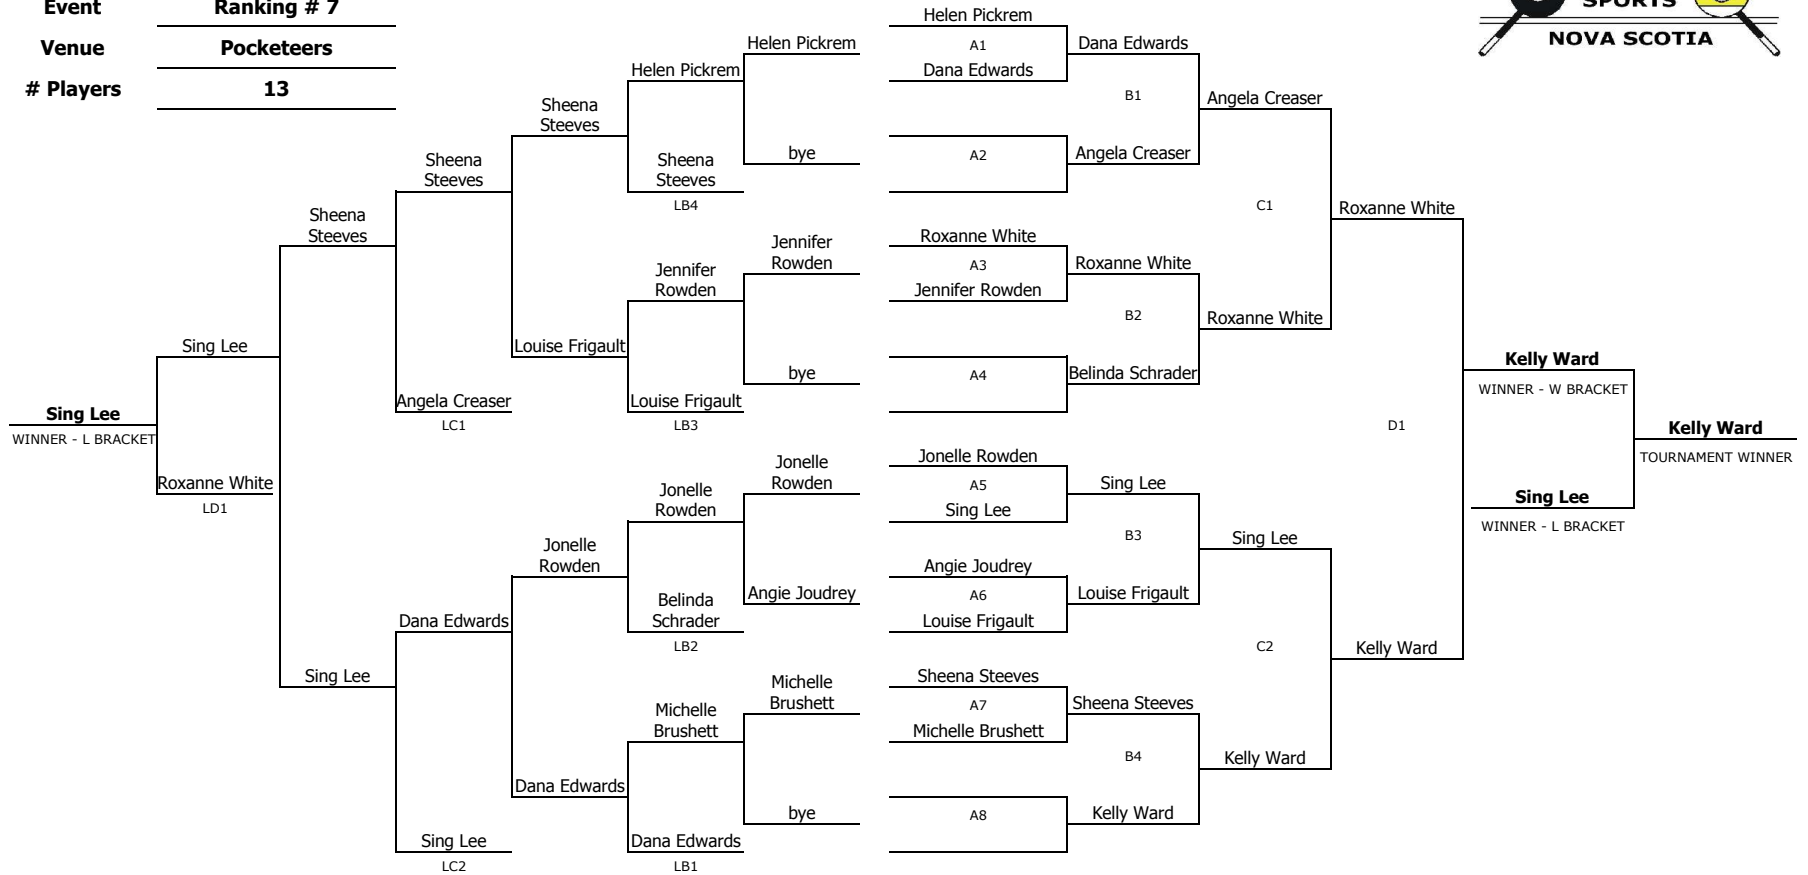 Event Ranking # 7
Venue Pocketeers
# Players 13
SPORTS
NOVA SCOTIA
Sing Lee
WINNER - L BRACKET
Sing Lee
Roxanne White
LD1
Sheena
Steeves
Sing Lee
Sheena
Steeves
Angela Creaser
LC1
Dana Edwards
Sing Lee
LC2
Sheena
Steeves
Louise Frigault
Jonelle
Rowden
Dana Edwards
Helen Pickrem
Sheena
Steeves
LB4
Jennifer
Rowden
Louise Frigault
LB3
Jonelle
Rowden
Belinda
Schrader
LB2
Michelle
Brushett
Dana Edwards
LB1
Helen Pickrem
bye
Jennifer
Rowden
bye
Jonelle
Rowden
Angie Joudrey
Michelle
Brushett
bye
Helen Pickrem
A1
Dana Edwards
A2
Roxanne White
A3
Jennifer Rowden
A4
Jonelle Rowden
A5
Sing Lee
Angie Joudrey
A6
Louise Frigault
Sheena Steeves
A7
Michelle Brushett
A8
Dana Edwards
B1
Angela Creaser
Roxanne White
B2
Belinda Schrader
Sing Lee
B3
Louise Frigault
Sheena Steeves
B4
Kelly Ward
Angela Creaser
C1
Roxanne White
Sing Lee
C2
Kelly Ward
Roxanne White
D1
Kelly Ward
Kelly Ward
WINNER - W BRACKET
Sing Lee
WINNER - L BRACKET
Kelly Ward
TOURNAMENT WINNER